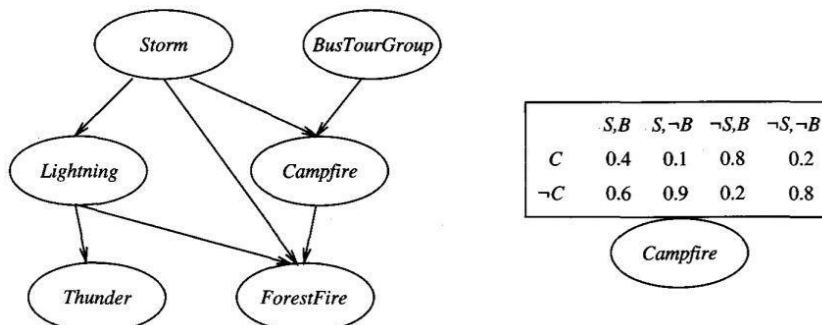 Storm BusTourGroup
Lightning Campfire
Thunder ForestFire
S,B S,¬B ¬S,B ¬S,¬B
C 0.4 0.1 0.8 0.2
¬C 0.6 0.9 0.2 0.8
Campfire